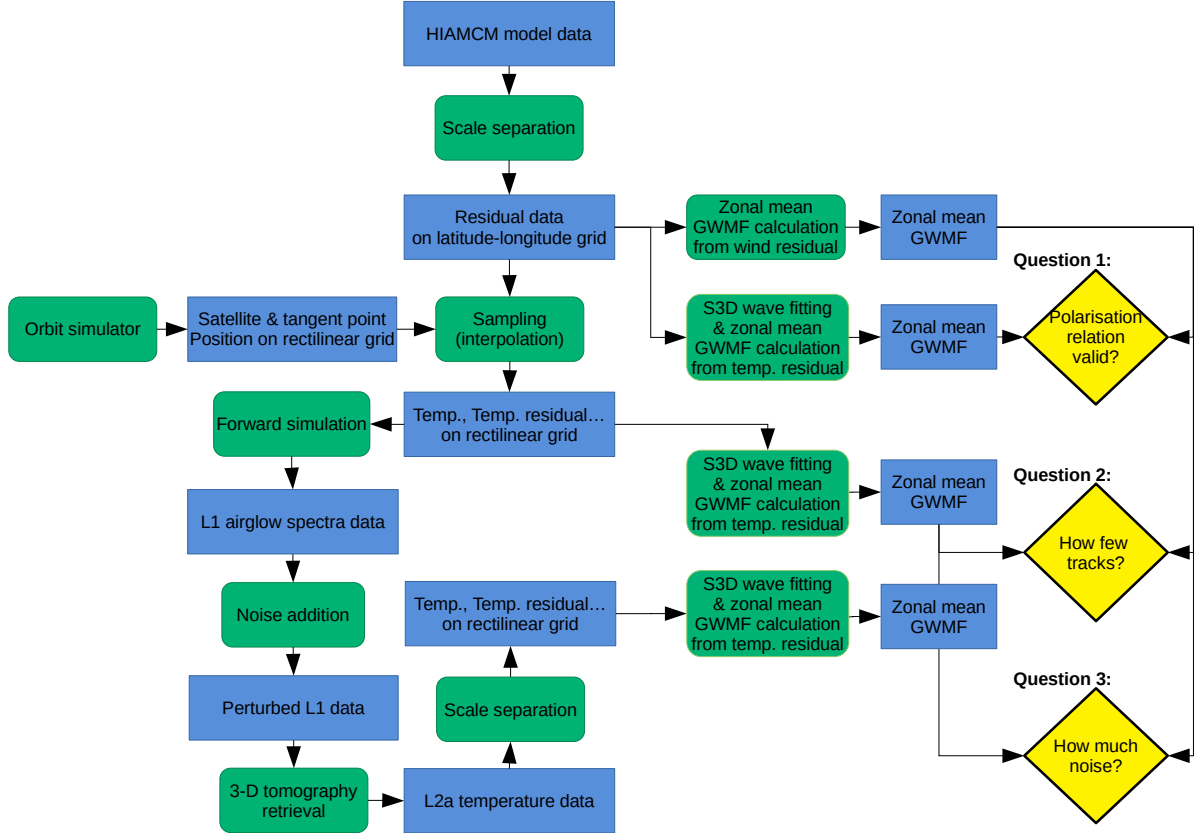 HIAMCM model data
Scale separation
Residual data
on latitude-longitude grid
Zonal mean
GWMF calculation
from wind residual
Zonal mean
GWMF
Question 1:
Polarisation
relation
valid?
Orbit simulator
Satellite & tangent point
Position on rectilinear grid
Sampling
(interpolation)
S3D wave fitting
& zonal mean
GWMF calculation
from temp. residual
Zonal mean
GWMF
Forward simulation
Temp., Temp. residual…
on rectilinear grid
S3D wave fitting
& zonal mean
GWMF calculation
from temp. residual
Zonal mean
GWMF
Question 2:
How few
tracks?
L1 airglow spectra data
Noise addition
Temp., Temp. residual…
on rectilinear grid
S3D wave fitting
& zonal mean
GWMF calculation
from temp. residual
Zonal mean
GWMF
Question 3:
How much
noise?
Perturbed L1 data
Scale separation
3-D tomography
retrieval
L2a temperature data